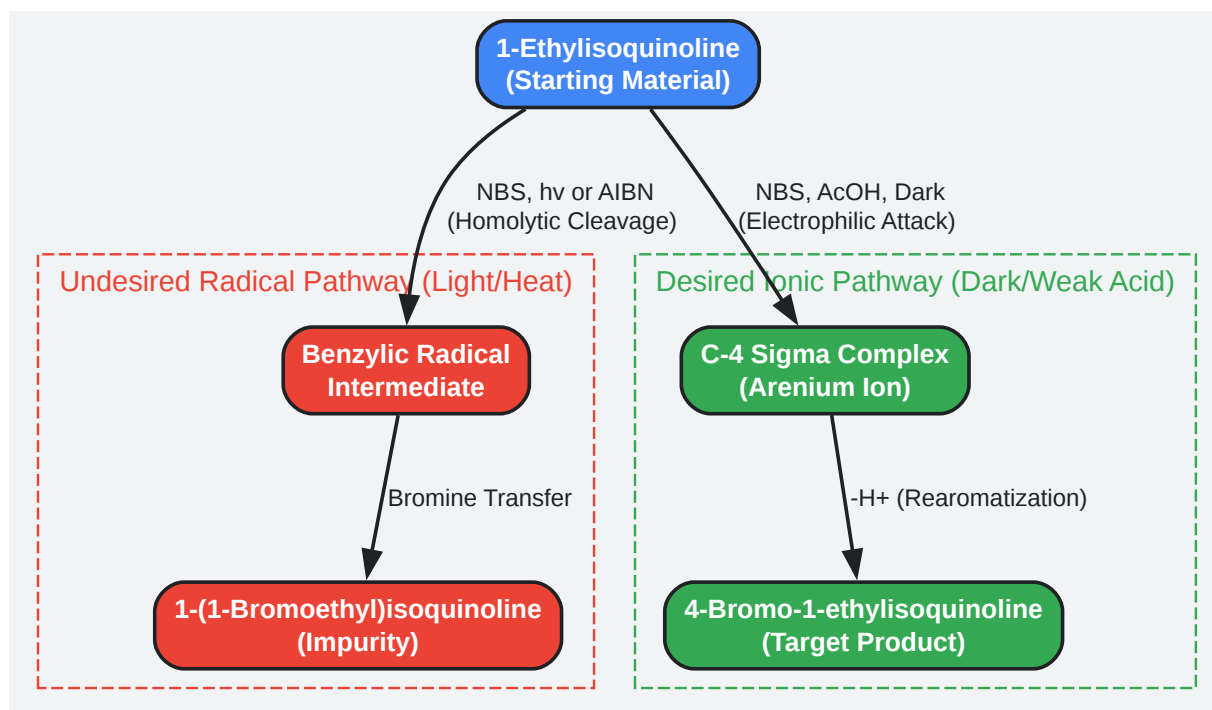 1-Ethylisoquinoline
(Starting Material)
NBS, hv or AIBN
(Homolytic Cleavage)
NBS, AcOH, Dark
(Electrophilic Attack)
Undesired Radical Pathway (Light/Heat)
Desired Ionic Pathway (Dark/Weak Acid)
Benzylic Radical
Intermediate
C-4 Sigma Complex
(Arenium Ion)
Bromine Transfer
-H+ (Rearomatization)
1-(1-Bromoethyl)isoquinoline
(Impurity)
4-Bromo-1-ethylisoquinoline
(Target Product)